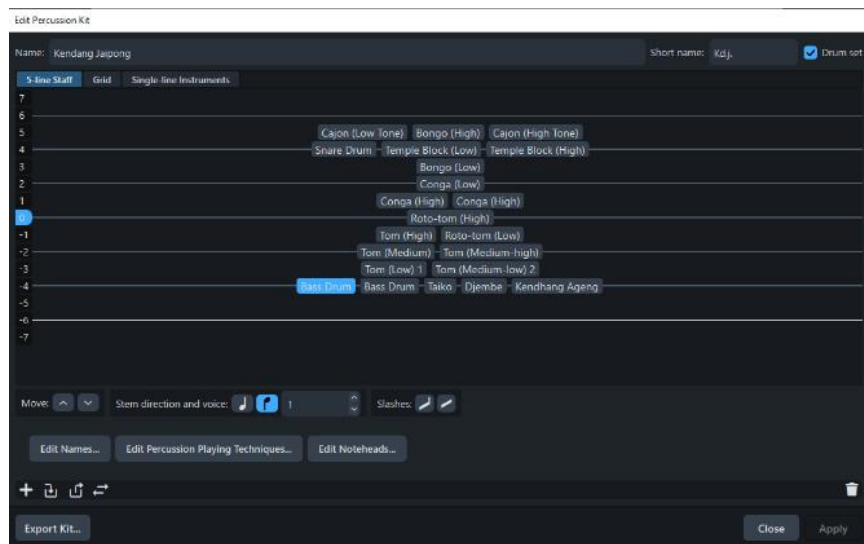 Edit Percussion Kit
Name: Kendang Jaipong Short name: Kd.j. Drum set
5-line Staff Grid Single-line Instruments
7
6
5 Cajon (Low Tone) Bongo (High) Cajon (High Tone)
4 Snare Drum Temple Block (Low) Temple Block (High)
3 Bongo (Low)
2 Conga (Low)
1 Conga (High) Conga (High)
0 Roto-tom (High)
-1 Tom (High) Roto-tom (Low)
-2 Tom (Medium) Tom (Medium-high)
-3 Tom (Low) 1 Tom (Medium-low) 2
-4 Bass Drum Bass Drum Taiko Djembe Kendhang Ageng
-5
-6
-7
Move: Stem direction and voice: 1 Slashes:
Edit Names... Edit Percussion Playing Techniques... Edit Noteheads...
Export Kit... Close Apply